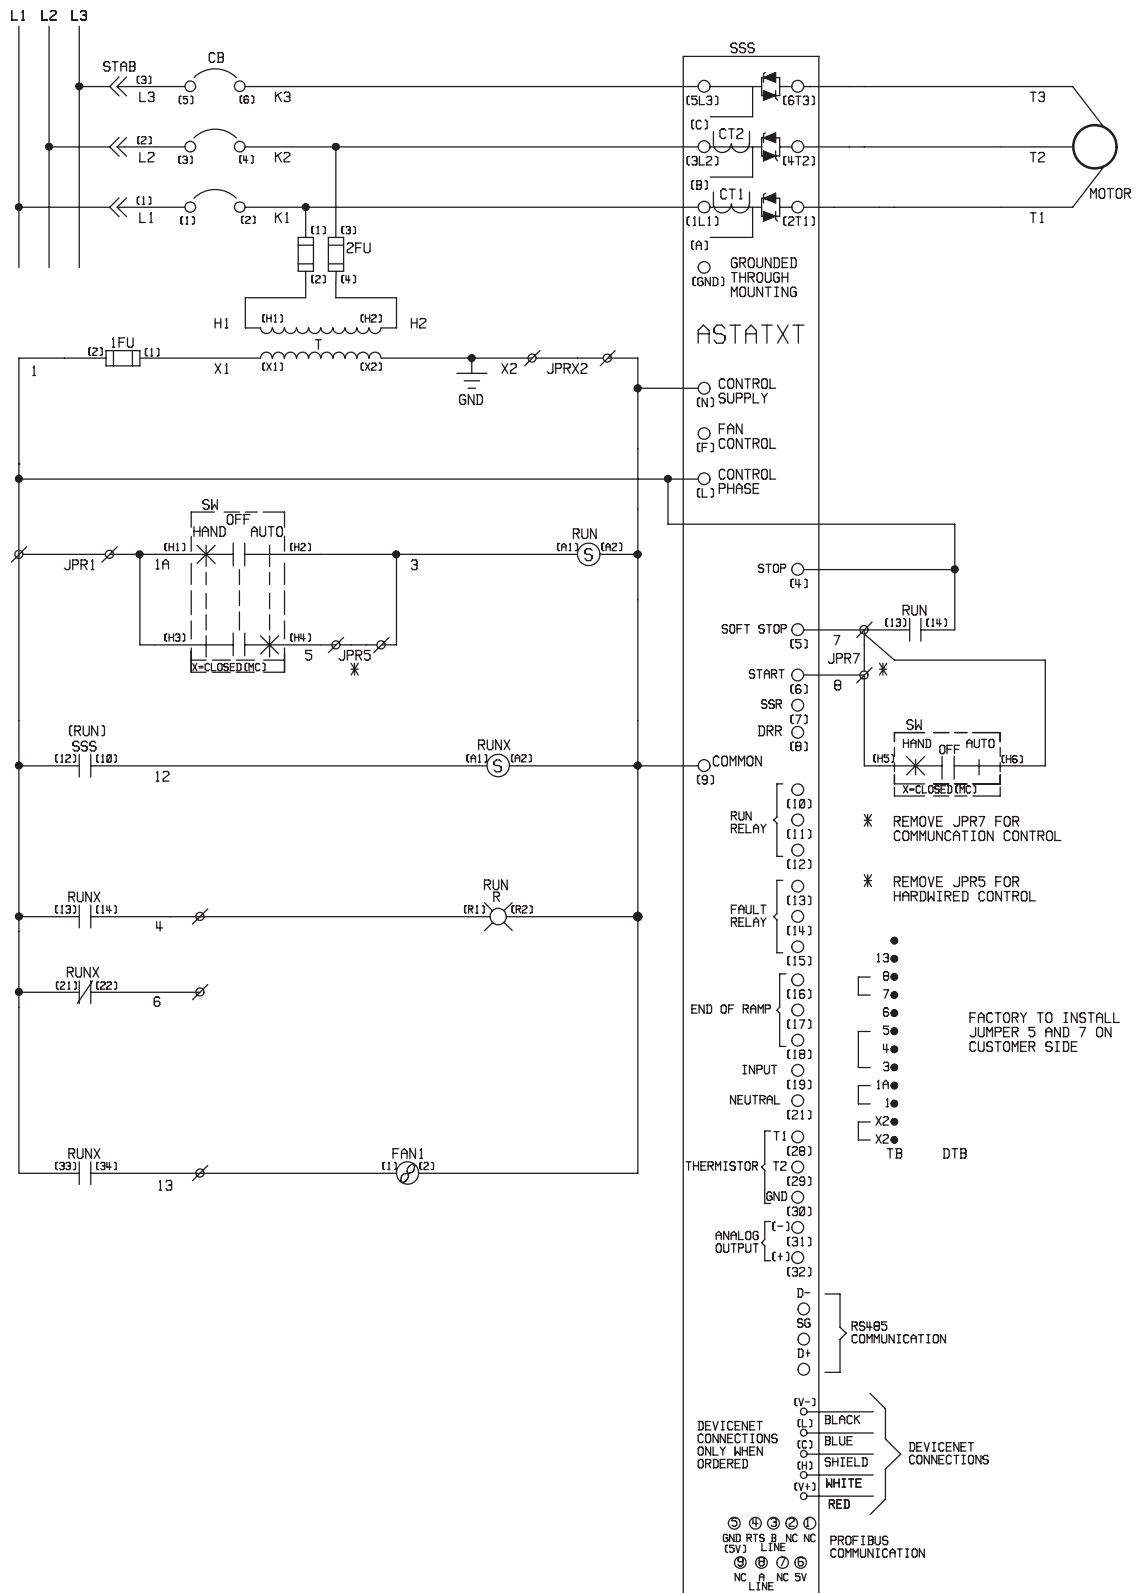 L1 L2 L3
SSS
STAB (3) CB
L3 (5) (6) K3 (5L3) (6T3) T3
(C)
(2) CT2
L2 (3) (4) K2 (3L2) (4T2) T2
(B)
(1) CT1 MOTOR
L1 (1) (2) K1 (1L1) (2T1) T1
(1) (3)
2FU (A)
(2) (4) (GND) GROUNDED
THROUGH
MOUNTING
H1 (H1) (H2) H2
ASTATXT
1FU T
(2) (1)
1 X1 (X1) (X2) X2 JPRX2
GND
(N) CONTROL
SUPPLY
(F) FAN
CONTROL
(L) CONTROL
PHASE
SW
OFF
HAND AUTO RUN
(H1) (H2) (A1) S (A2)
JPR1 1A 3
STOP
(4)
RUN
SOFT STOP (13) (14)
(5) 7
(H3) (H4)
5 JPR5
X=CLOSED(MC) *
JPR7
START *
(6) 8
SSR
(7)
DRR
(8)
SW
HAND OFF AUTO
(H5) (H6)
X=CLOSED(MC)
(RUN)
SSS RUNX
(12) (10) (A1) S (A2) COMMON
12 (9)
RUN
RELAY
(10)
(11)
(12)
* REMOVE JPR7 FOR
COMMUNCATION CONTROL
* REMOVE JPR5 FOR
HARDWIRED CONTROL
RUNX RUN
R
(13) (14) (R1) (R2)
4
FAULT
RELAY
(13)
(14)
(15)
RUNX
(21) (22)
6
END OF RAMP
(16)
(17)
(18)
INPUT
(19)
NEUTRAL
(21)
13
8
7
6
5
4
3
1A
1
X2
X2
TB DTB
FACTORY TO INSTALL
JUMPER 5 AND 7 ON
CUSTOMER SIDE
RUNX FAN1
(33) (34) (1) (2)
13
THERMISTOR
T1
(28)
T2
(29)
GND
(30)
ANALOG
OUTPUT
(-)
(31)
(+)
(32)
D-
SG
D+
RS485
COMMUNICATION
DEVICENET
CONNECTIONS
ONLY WHEN
ORDERED
(V-)
BLACK
(L)
BLUE
(C)
SHIELD
(H)
WHITE
(V+)
RED
DEVICENET
CONNECTIONS
5 4 3 2 1
GND RTS B NC NC
(5V) LINE
PROFIBUS
COMMUNICATION
9 8 7 6
NC A NC 5V
LINE